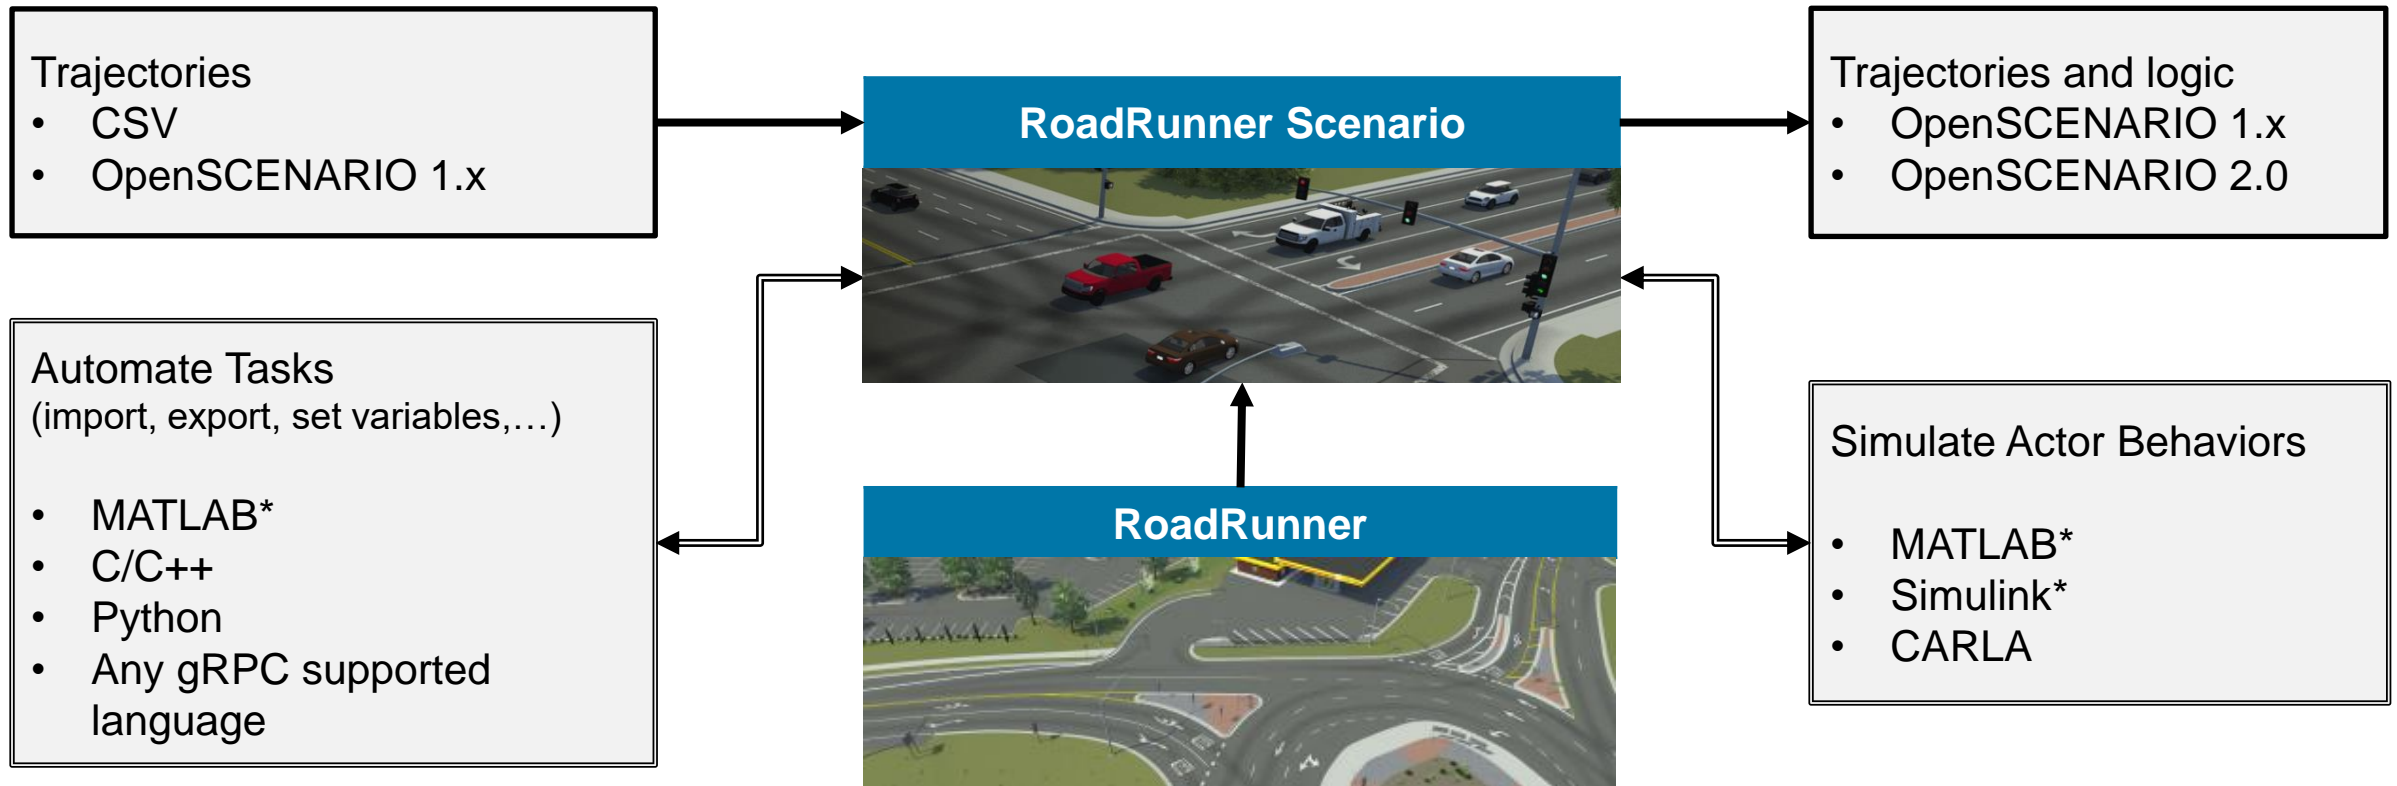 Trajectories
• CSV
• OpenSCENARIO 1.x
RoadRunner Scenario
Trajectories and logic
• OpenSCENARIO 1.x
• OpenSCENARIO 2.0
Automate Tasks
(import, export, set variables,…)
• MATLAB*
• C/C++
• Python
• Any gRPC supported
language
RoadRunner
Simulate Actor Behaviors
• MATLAB*
• Simulink*
• CARLA